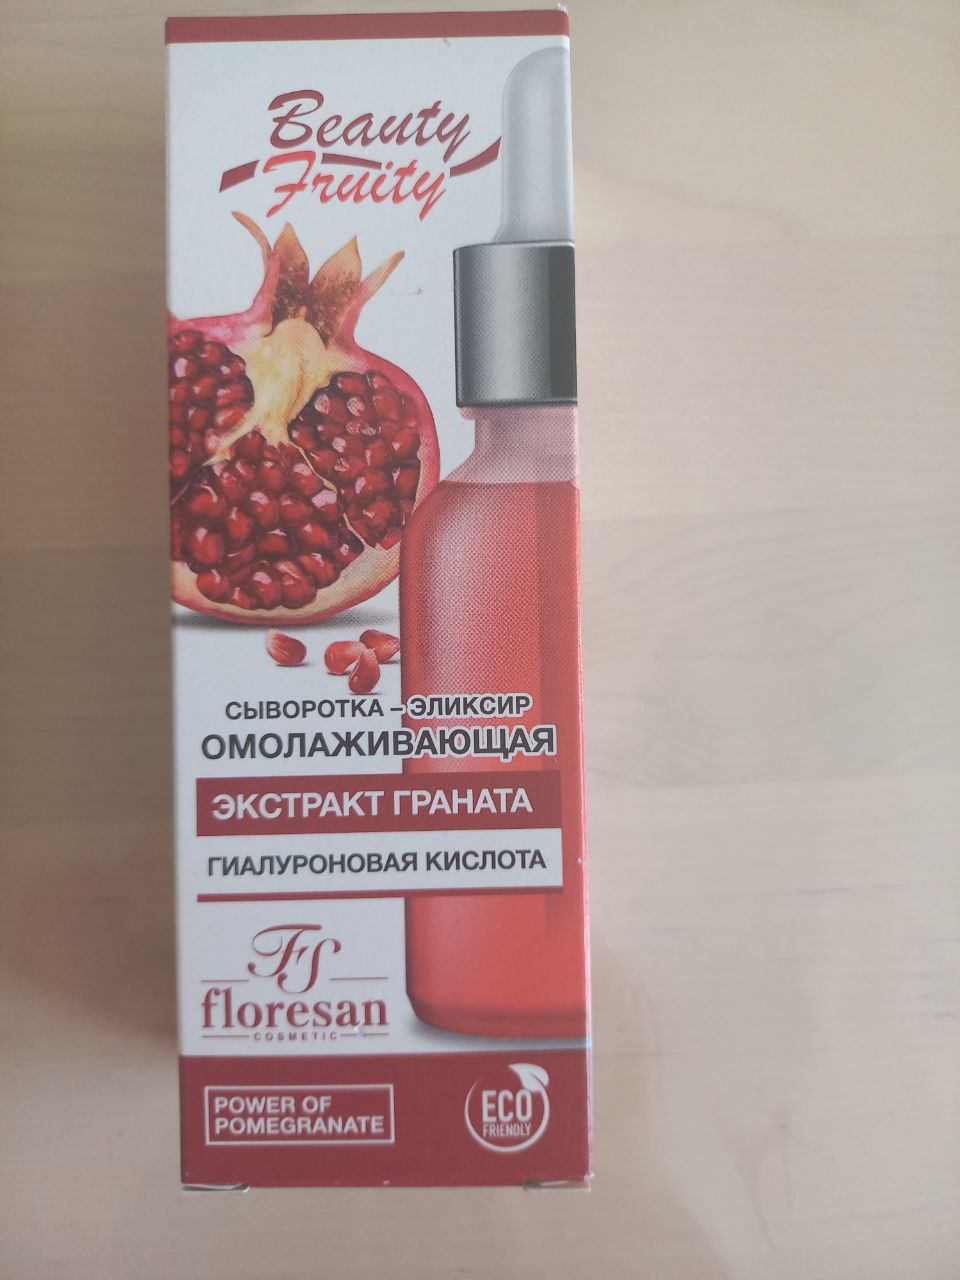 Beauty
Fruity
СЫВОРОТКА – ЭЛИКСИР
ОМОЛАЖИВАЮЩАЯ
ЭКСТРАКТ ГРАНАТА
ГИАЛУРОНОВАЯ КИСЛОТА
FS
floresan
COSMETIC
POWER OF
POMEGRANATE
ECO
FRIENDLY